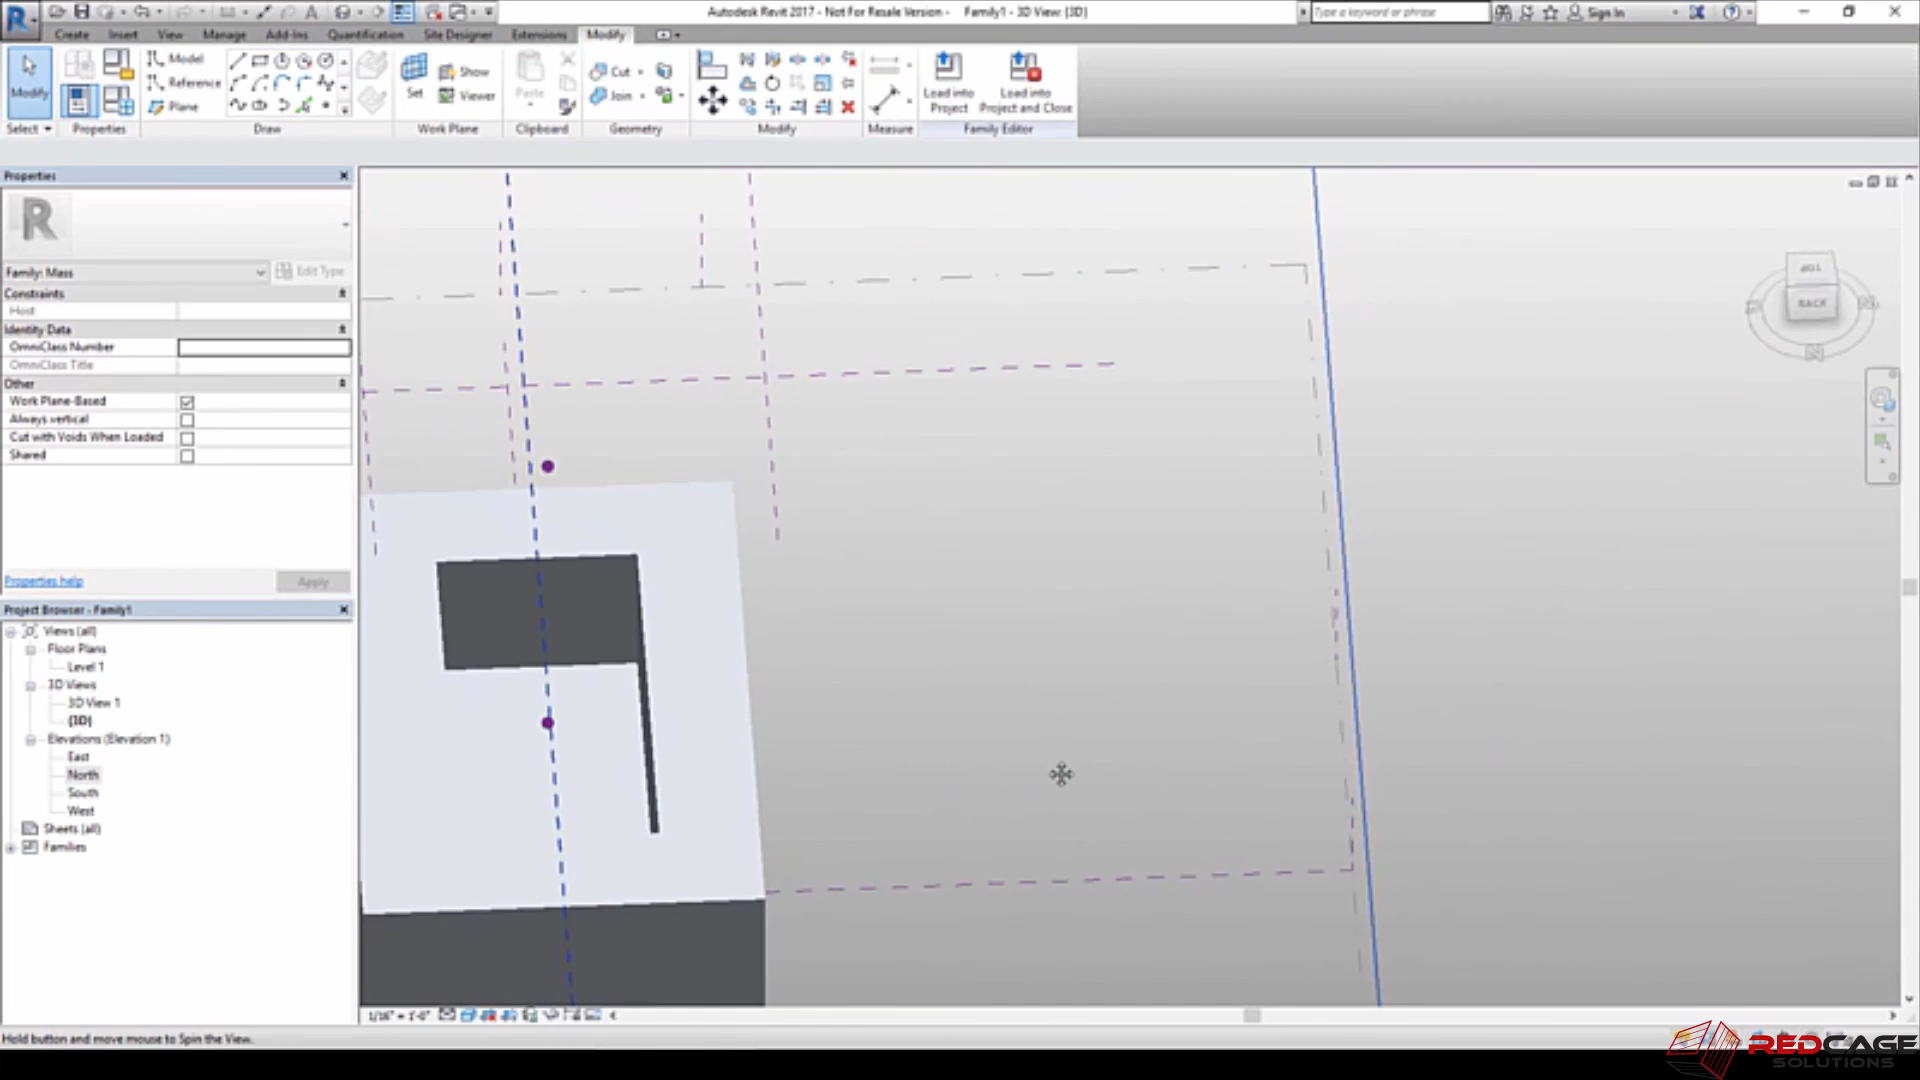 Autodesk Revit 2017 - Not For Resale Version - Family1 - 3D View: {3D}
Type a keyword or phrase
Sign In
Create Insert View Manage Add-Ins Quantification Site Designer Extensions Modify
Modify
Select
Properties
Model
Reference
Plane
Draw
Set
Show
Viewer
Work Plane
Paste
Clipboard
Cut
Join
Geometry
Modify
Measure
Load into Project
Load into Project and Close
Family Editor
Properties
R
Family: Mass
Edit Type
Constraints
Host
Identity Data
OmniClass Number
OmniClass Title
Other
Work Plane-Based
Always vertical
Cut with Voids When Loaded
Shared
Properties help
Apply
Project Browser - Family1
Views (all)
Floor Plans
Level 1
3D Views
3D View 1
{3D}
Elevations (Elevation 1)
East
North
South
West
Sheets (all)
Families
TOP
BACK
1/16" = 1'-0"
Hold button and move mouse to Spin the View.
REDCAGE
SOLUTIONS